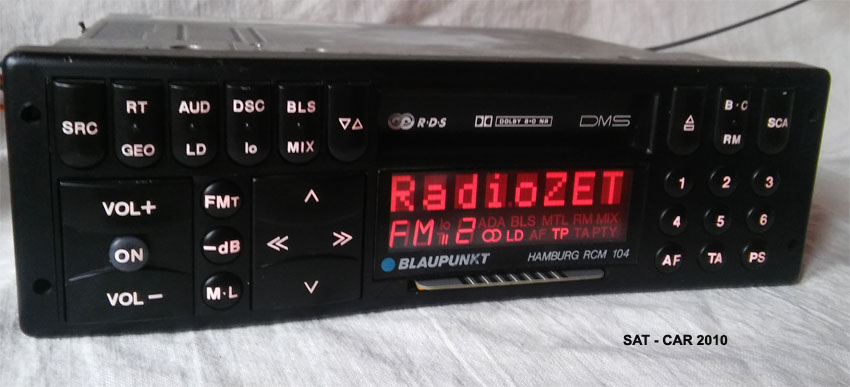 SRC
RT
GEO
AUD
LD
DSC
lo
BLS
MIX
R·D·S
DOLBY B·C NR
DMS
B·C
RM
SCA
VOL+
ON
VOL−
FMT
−dB
M·L
RadioZET
lo ADA BLS MTL RM MIX
FM II 2 LD AF TP TA PTY
BLAUPUNKT HAMBURG RCM 104
1 2 3
4 5 6
AF TA PS
SAT - CAR 2010